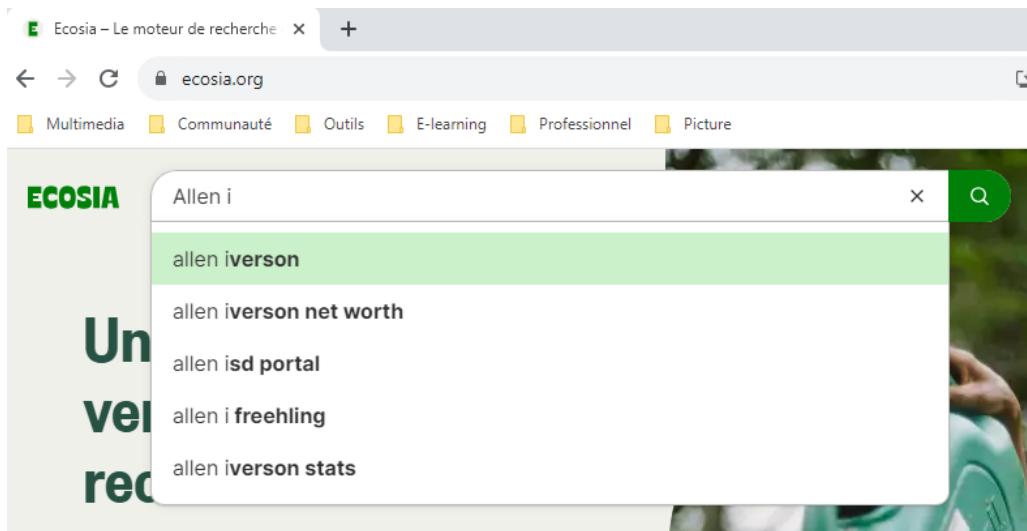 Ecosia – Le moteur de recherche
ecosia.org
Multimedia Communauté Outils E-learning Professionnel Picture
ECOSIA Allen i
allen iverson
allen iverson net worth
allen isd portal
allen i freehling
allen iverson stats
Un